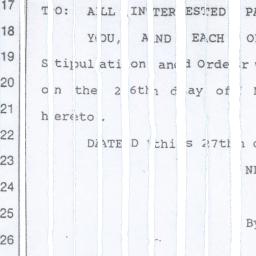 17 TO: ALL INTERESTED PA
18 YOU, AND EACH O
19 Stipulation and Order
20 on the 26th day of
21 hereto.
22 DATED this 27th
23 NE
24
25 By
26